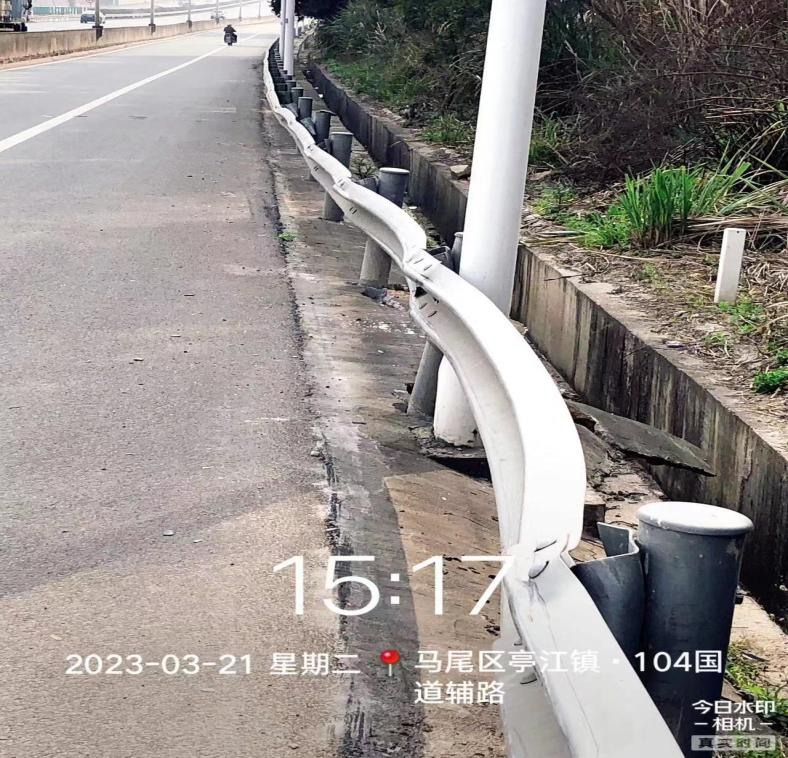 15:17
2023-03-21 星期二 📍 马尾区亭江镇·104国
道辅路
今日水印
-相机-
真实时间